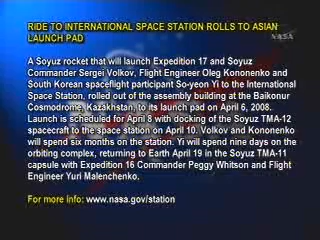 RIDE TO INTERNATIONAL SPACE STATION ROLLS TO ASIAN
LAUNCH PAD
NASA
A Soyuz rocket that will launch Expedition 17 and Soyuz
Commander Sergei Volkov, Flight Engineer Oleg Kononenko and
South Korean spaceflight participant So-yeon Yi to the International
Space Station, rolled out of the assembly building at the Baikonur
Cosmodrome, Kazakhstan, to its launch pad on April 6, 2008.
Launch is scheduled for April 8 with docking of the Soyuz TMA-12
spacecraft to the space station on April 10. Volkov and Kononenko
will spend six months on the station. Yi will spend nine days on the
orbiting complex, returning to Earth April 19 in the Soyuz TMA-11
capsule with Expedition 16 Commander Peggy Whitson and Flight
Engineer Yuri Malenchenko.
For more info: www.nasa.gov/station